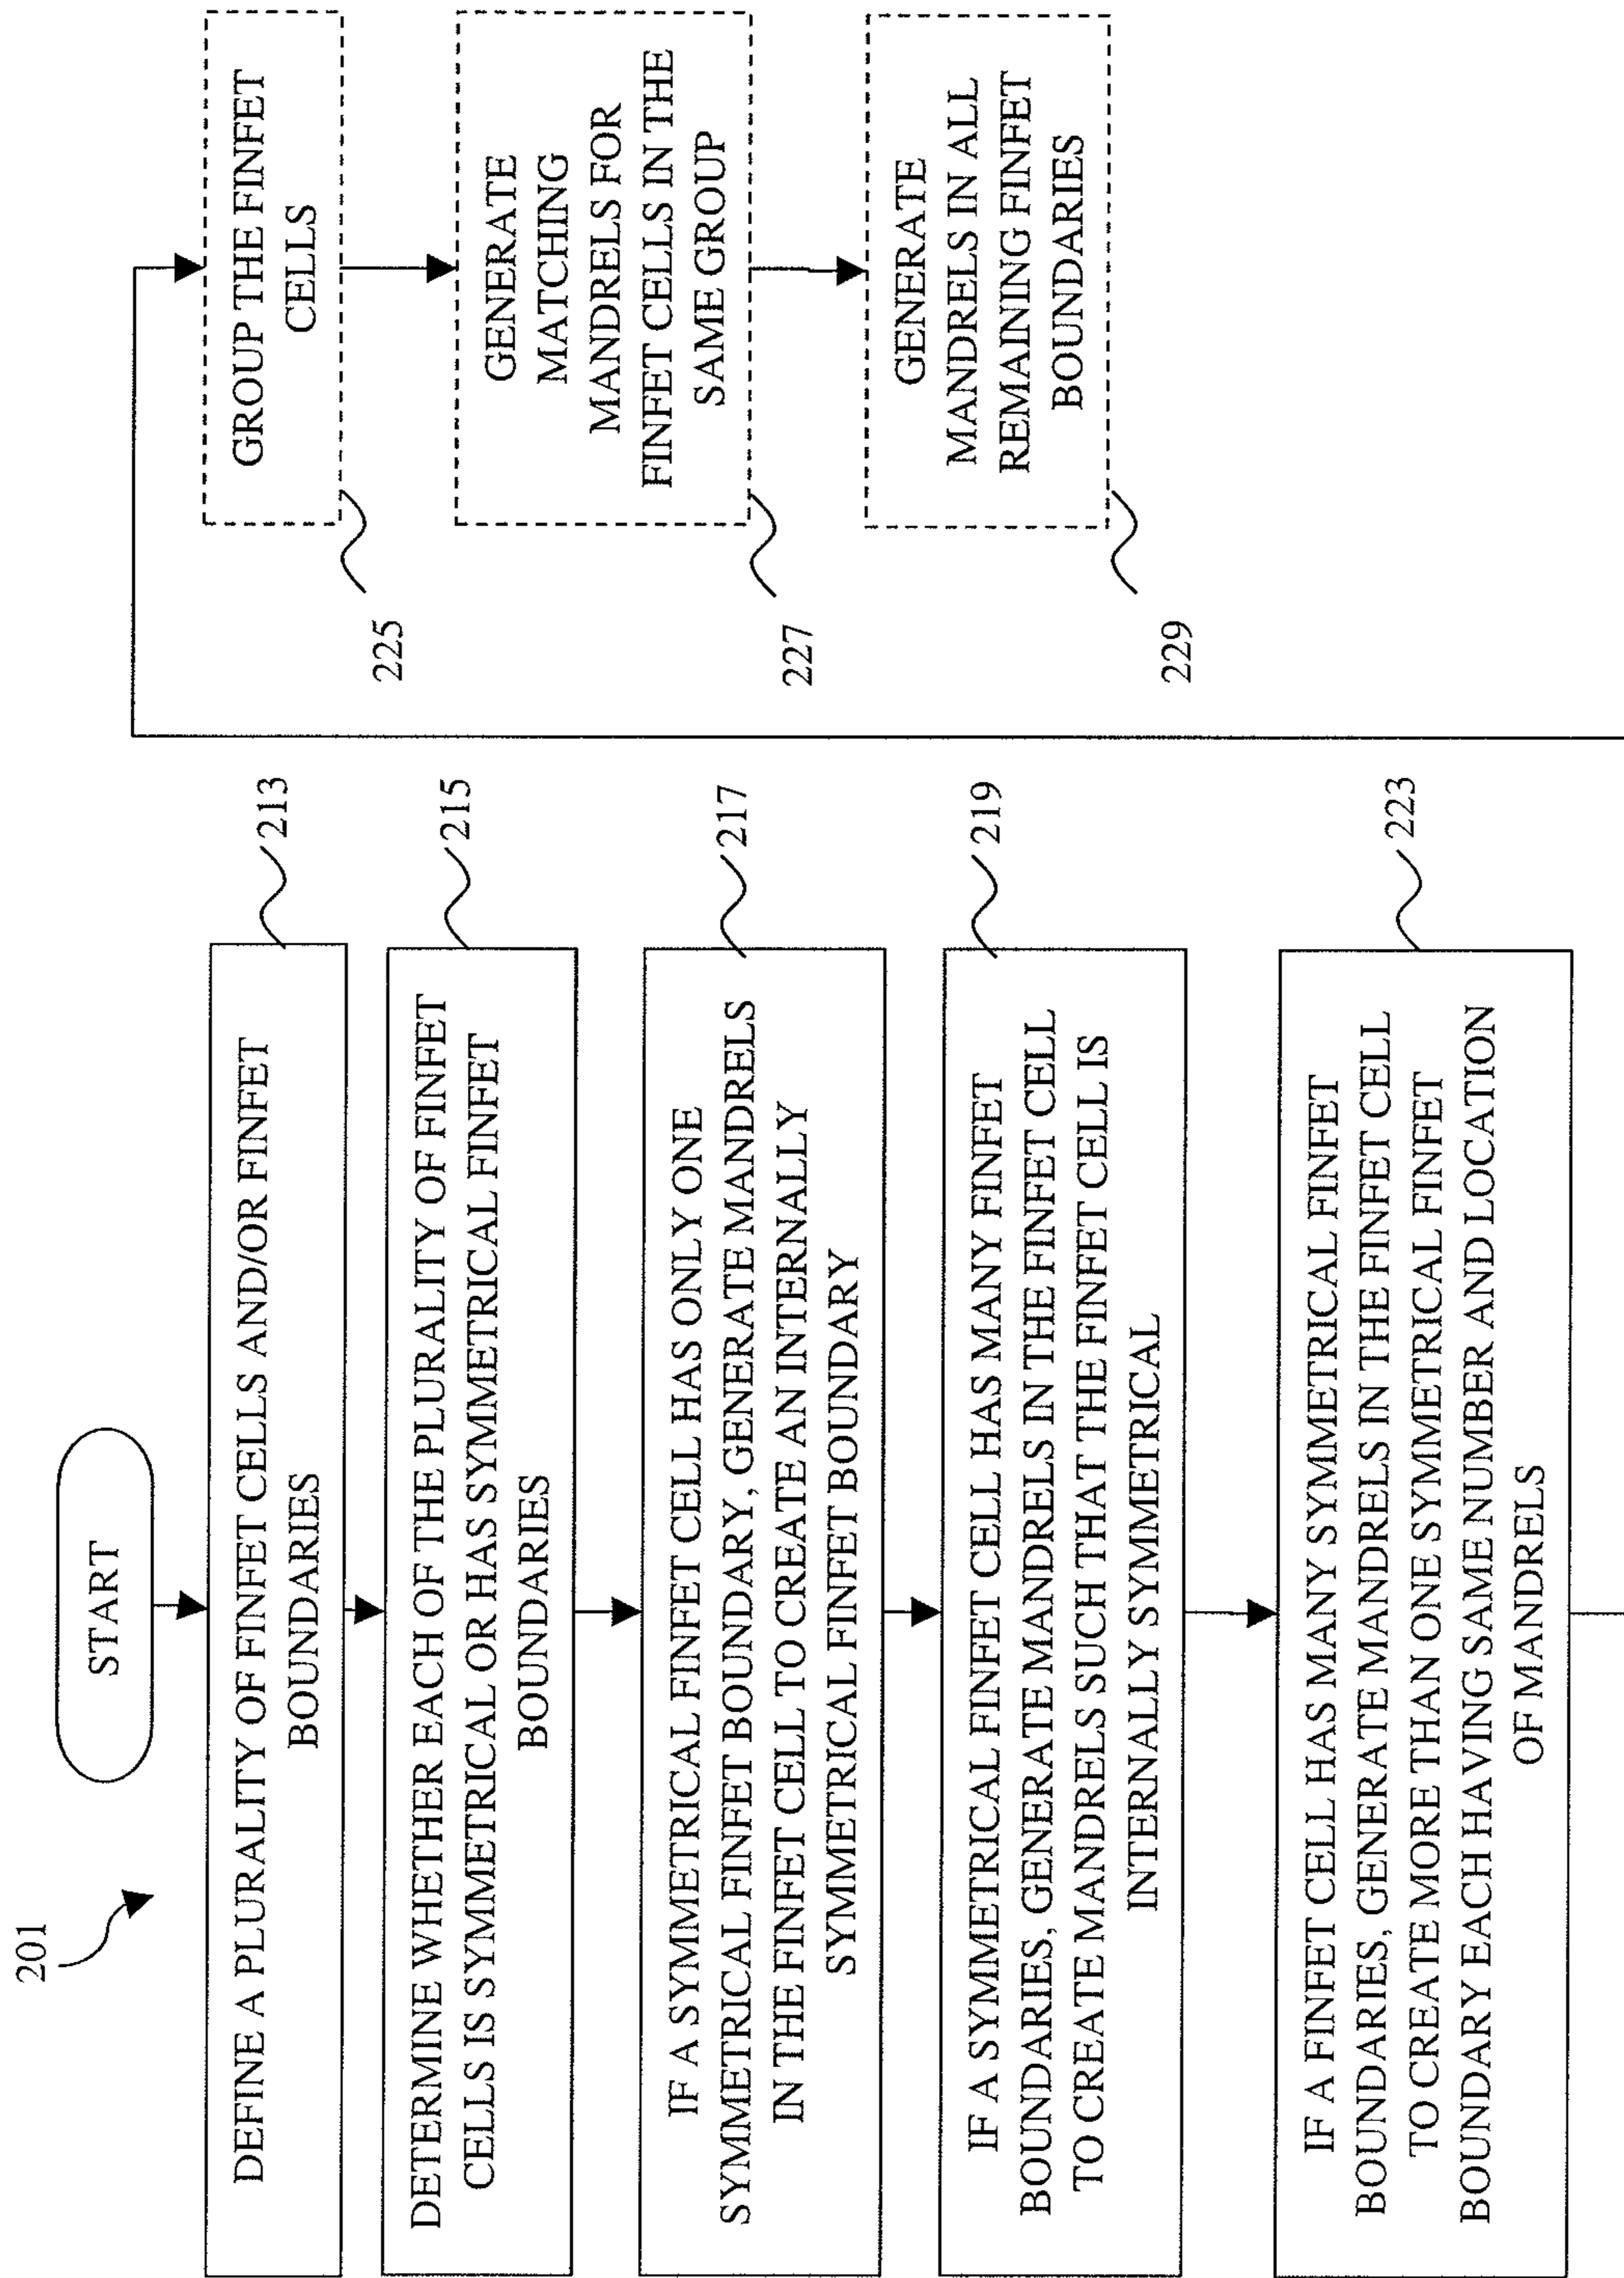 201
START
DEFINE A PLURALITY OF FINFET CELLS AND/OR FINFET
BOUNDARIES
213
DETERMINE WHETHER EACH OF THE PLURALITY OF FINFET
CELLS IS SYMMETRICAL OR HAS SYMMETRICAL FINFET
BOUNDARIES
215
IF A SYMMETRICAL FINFET CELL HAS ONLY ONE
SYMMETRICAL FINFET BOUNDARY, GENERATE MANDRELS
IN THE FINFET CELL TO CREATE AN INTERNALLY
SYMMETRICAL FINFET BOUNDARY
217
IF A SYMMETRICAL FINFET CELL HAS MANY FINFET
BOUNDARIES, GENERATE MANDRELS IN THE FINFET CELL
TO CREATE MANDRELS SUCH THAT THE FINFET CELL IS
INTERNALLY SYMMETRICAL
219
IF A FINFET CELL HAS MANY SYMMETRICAL FINFET
BOUNDARIES, GENERATE MANDRELS IN THE FINFET CELL
TO CREATE MORE THAN ONE SYMMETRICAL FINFET
BOUNDARY EACH HAVING SAME NUMBER AND LOCATION
OF MANDRELS
223
GROUP THE FINFET
CELLS
225
GENERATE
MATCHING
MANDRELS FOR
FINFET CELLS IN THE
SAME GROUP
227
GENERATE
MANDRELS IN ALL
REMAINING FINFET
BOUNDARIES
229